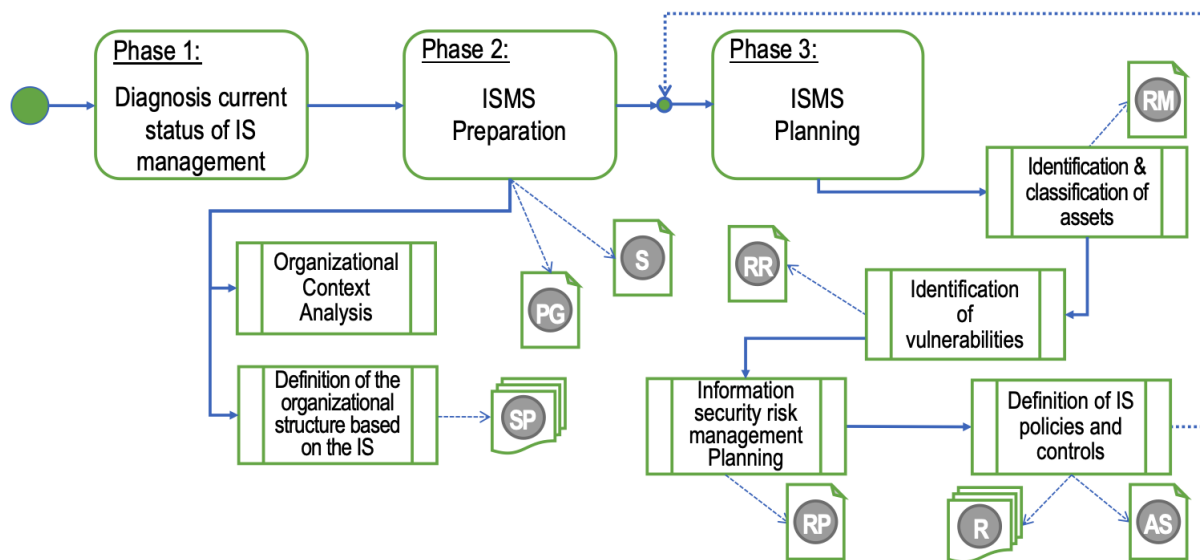 Phase 1:
Diagnosis current
status of IS
management
Phase 2:
ISMS
Preparation
Phase 3:
ISMS
Planning
RM
Identification &
classification of
assets
S
RR
Organizational
Context
Analysis
PG
Identification
of
vulnerabilities
Definition of the
organizational
structure based
on the IS
SP
Information
security risk
management
Planning
Definition of IS
policies and
controls
RP
R
AS